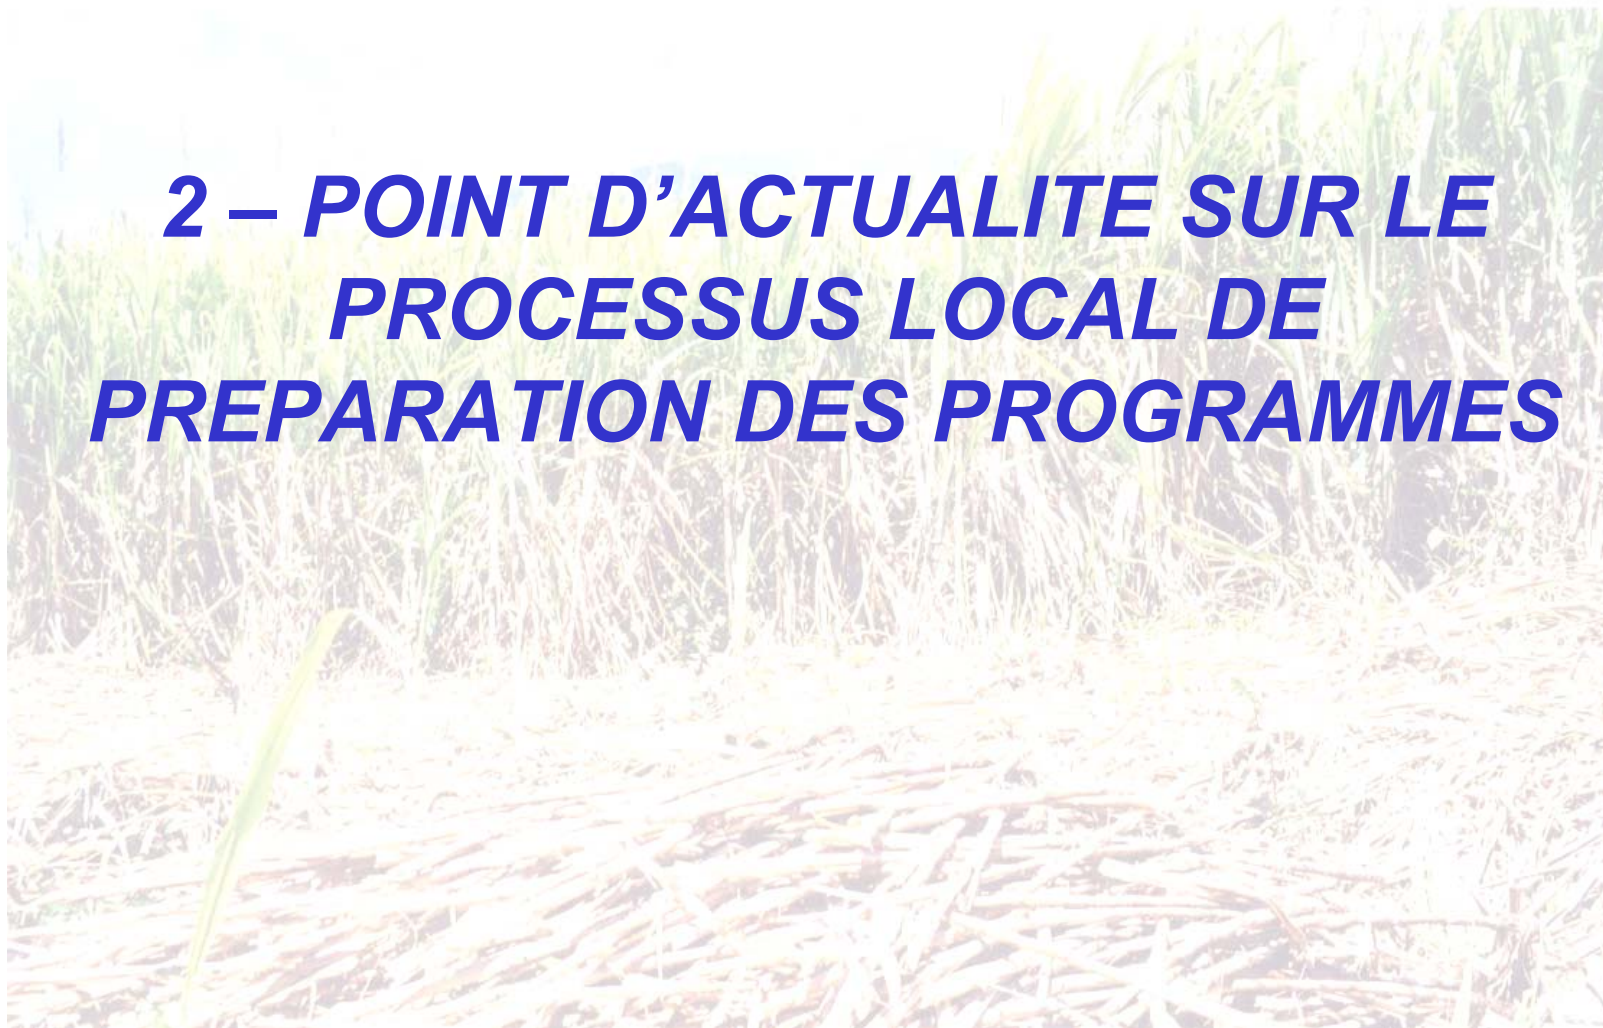 2 – POINT D’ACTUALITE SUR LE
PROCESSUS LOCAL DE
PREPARATION DES PROGRAMMES